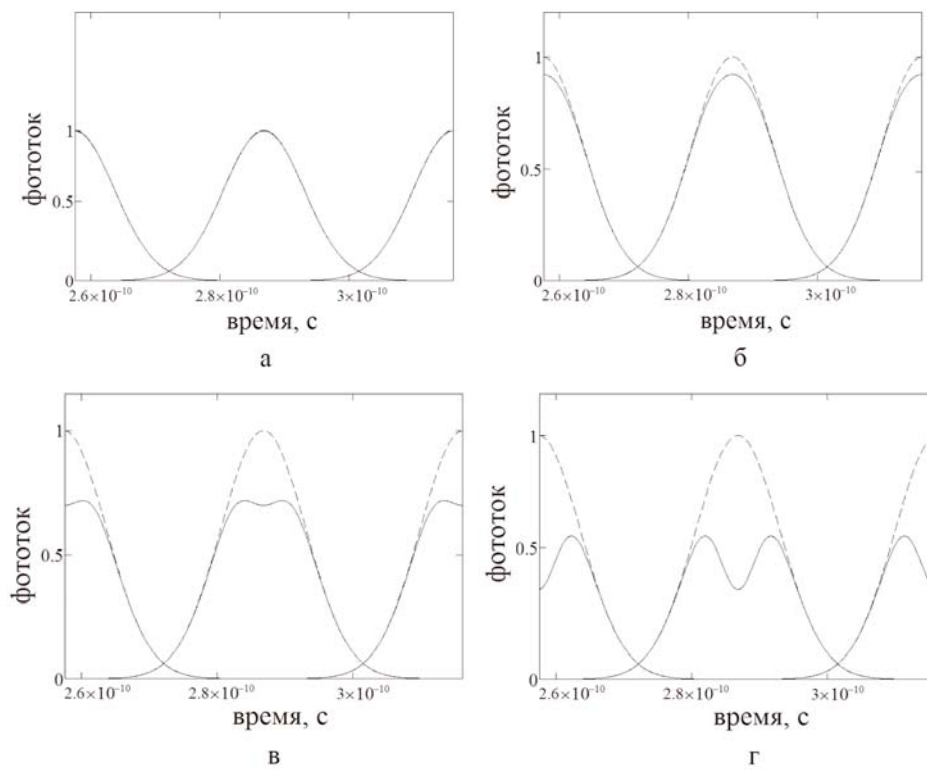 1
0.5
0
фототок
2.6×10⁻¹⁰
2.8×10⁻¹⁰
3×10⁻¹⁰
время, с
а
1
0.5
0
фототок
2.6×10⁻¹⁰
2.8×10⁻¹⁰
3×10⁻¹⁰
время, с
б
1
0.5
0
фототок
2.6×10⁻¹⁰
2.8×10⁻¹⁰
3×10⁻¹⁰
время, с
в
1
0.5
0
фототок
2.6×10⁻¹⁰
2.8×10⁻¹⁰
3×10⁻¹⁰
время, с
г